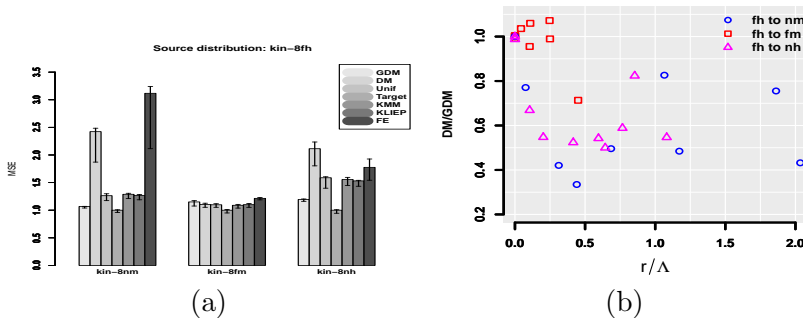 Source distribution: kin-8fh
MSE
0.0 0.5 1.0 1.5 2.0 2.5 3.0 3.5
GDM
DM
Unif
Target
KMM
KLIEP
FE
kin-8nm kin-8fm kin-8nh
(a)
DM/GDM
0.2 0.4 0.6 0.8 1.0
fh to nm
fh to fm
fh to nh
0.0 0.5 1.0 1.5 2.0
r/Λ
(b)